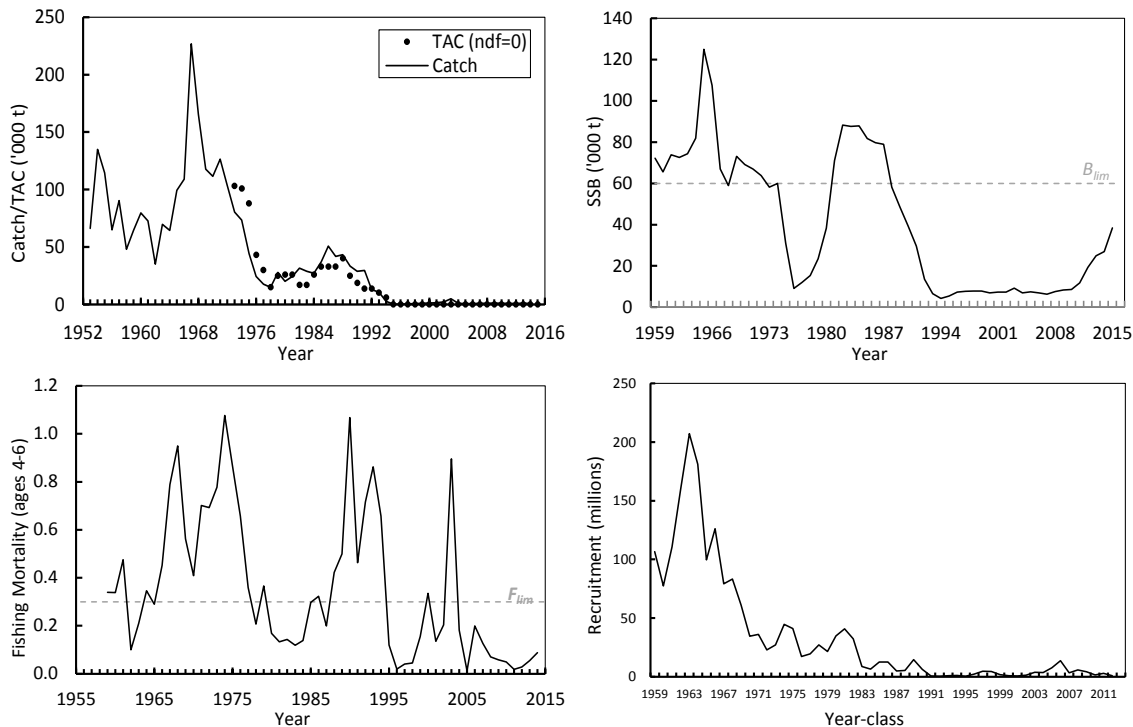 250
200
150
100
50
0
Catch/TAC ('000 t)
TAC (ndf=0)
Catch
1952 1960 1968 1976 1984 1992 2000 2008 2016
Year
140
120
100
80
60
40
20
0
SSB ('000 t)
Blim
1959 1966 1973 1980 1987 1994 2001 2008 2015
Year
1.2
1.0
0.8
0.6
0.4
0.2
0.0
Fishing Mortality (ages 4-6)
Flim
1955 1965 1975 1985 1995 2005 2015
Year
250
200
150
100
50
0
Recruitment (millions)
1959 1963 1967 1971 1975 1979 1983 1987 1991 1995 1999 2003 2007 2011
Year-class